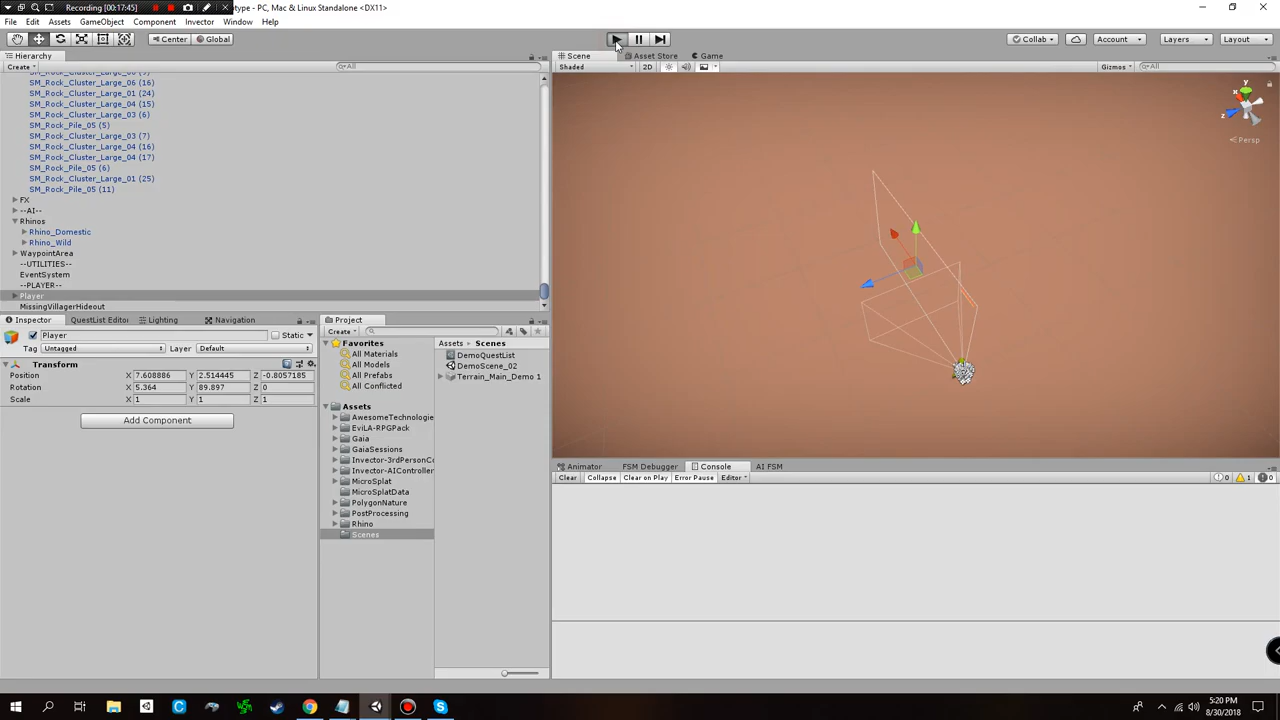 Recording [00:17:45]
otype - PC, Mac & Linux Standalone <DX11>
File Edit Assets GameObject Component Invector Window Help
Center Global
Collab Account Layers Layout
Hierarchy
Create All
SM_Rock_Cluster_Large_06 (16)
SM_Rock_Cluster_Large_01 (24)
SM_Rock_Cluster_Large_04 (15)
SM_Rock_Cluster_Large_03 (6)
SM_Rock_Pile_05 (5)
SM_Rock_Cluster_Large_03 (7)
SM_Rock_Cluster_Large_04 (16)
SM_Rock_Cluster_Large_04 (17)
SM_Rock_Pile_05 (6)
SM_Rock_Cluster_Large_01 (25)
SM_Rock_Pile_05 (11)
FX
--AI--
Rhinos
Rhino_Domestic
Rhino_Wild
WaypointArea
--UTILITIES--
EventSystem
--PLAYER--
Player
MissingVillagerHideout
Scene Asset Store Game
Shaded 2D Gizmos All
y
x
z
Persp
Inspector QuestList Editor Lighting Navigation
Player Static
Tag Untagged Layer Default
Transform
Position X 7.608886 Y 2.514445 Z -0.8057185
Rotation X 5.364 Y 89.897 Z 0
Scale X 1 Y 1 Z 1
Add Component
Project
Create
Favorites
All Materials
All Models
All Prefabs
All Conflicted
Assets
AwesomeTechnologie
EviLA-RPGPack
Gaia
GaiaSessions
Invector-3rdPersonCo
Invector-AIController
MicroSplat
MicroSplatData
PolygonNature
PostProcessing
Rhino
Scenes
Assets Scenes
DemoQuestList
DemoScene_02
Terrain_Main_Demo 1
Animator FSM Debugger Console AI FSM
Clear Collapse Clear on Play Error Pause Editor
0 1 0
5:20 PM
8/30/2018